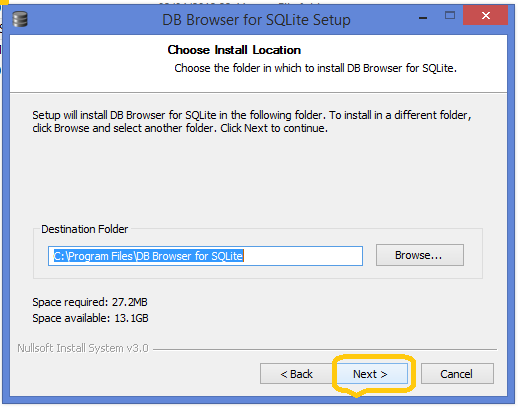 DB Browser for SQLite Setup
Choose Install Location
Choose the folder in which to install DB Browser for SQLite.
Setup will install DB Browser for SQLite in the following folder. To install in a different folder,
click Browse and select another folder. Click Next to continue.
Destination Folder
C:\Program Files\DB Browser for SQLite
Browse...
Space required: 27.2MB
Space available: 13.1GB
Nullsoft Install System v3.0
< Back
Next >
Cancel